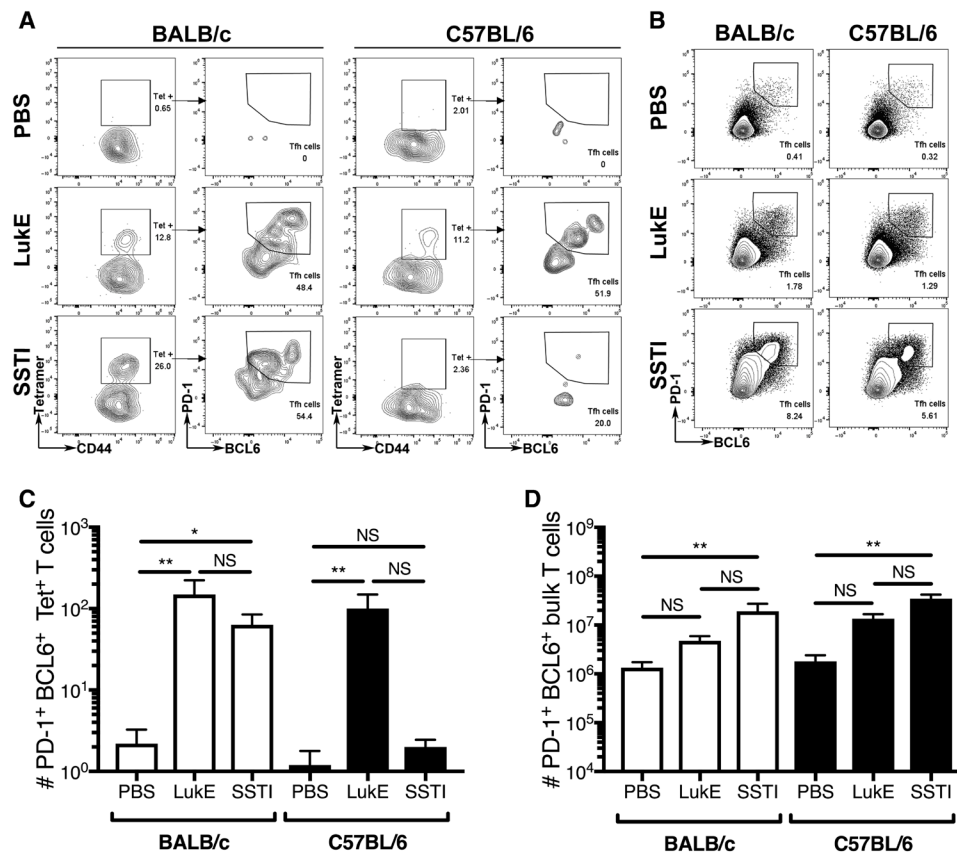 A
BALB/c
C57BL/6
PBS
Tet +
0.65
Tfh cells
0
Tet +
2.01
Tfh cells
0
LukE
Tet +
12.8
Tfh cells
48.4
Tet +
11.2
Tfh cells
51.9
SSTI
Tet +
26.0
Tfh cells
54.4
Tet +
2.36
Tfh cells
20.0
Tetramer
CD44
PD-1
BCL6
Tetramer
CD44
PD-1
BCL6
B
BALB/c
C57BL/6
PBS
Tfh cells
0.41
Tfh cells
0.32
LukE
Tfh cells
1.78
Tfh cells
1.29
SSTI
Tfh cells
8.24
Tfh cells
5.61
PD-1
BCL6
C
# PD-1+ BCL6+ Tet+ T cells
10³
10²
10¹
10⁰
*
**
NS
NS
**
NS
PBS
LukE
SSTI
PBS
LukE
SSTI
BALB/c
C57BL/6
D
# PD-1+ BCL6+ bulk T cells
10⁹
10⁸
10⁷
10⁶
10⁵
10⁴
**
NS
NS
**
NS
NS
PBS
LukE
SSTI
PBS
LukE
SSTI
BALB/c
C57BL/6